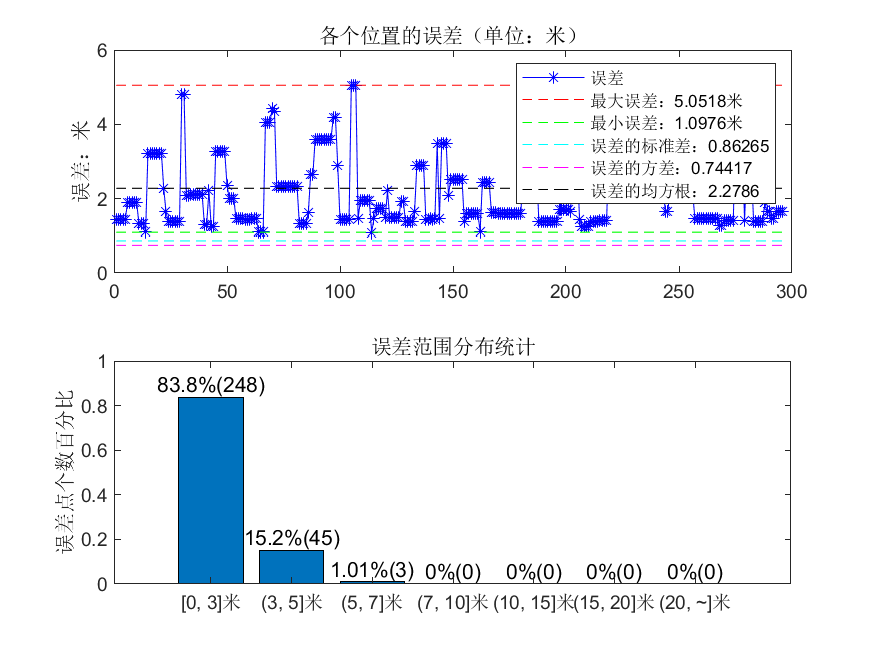 各个位置的误差（单位：米）
误差：米
6
4
2
0
0 50 100 150 200 250 300
误差
最大误差：5.0518米
最小误差：1.0976米
误差的标准差：0.86265
误差的方差：0.74417
误差的均方根：2.2786
误差范围分布统计
误差点个数百分比
1
0.8
0.6
0.4
0.2
0
83.8%(248)
15.2%(45)
1.01%(3)
0%(0)
0%(0)
0%(0)
0%(0)
[0, 3]米 (3, 5]米 (5, 7]米 (7, 10]米 (10, 15]米 (15, 20]米 (20, ~]米